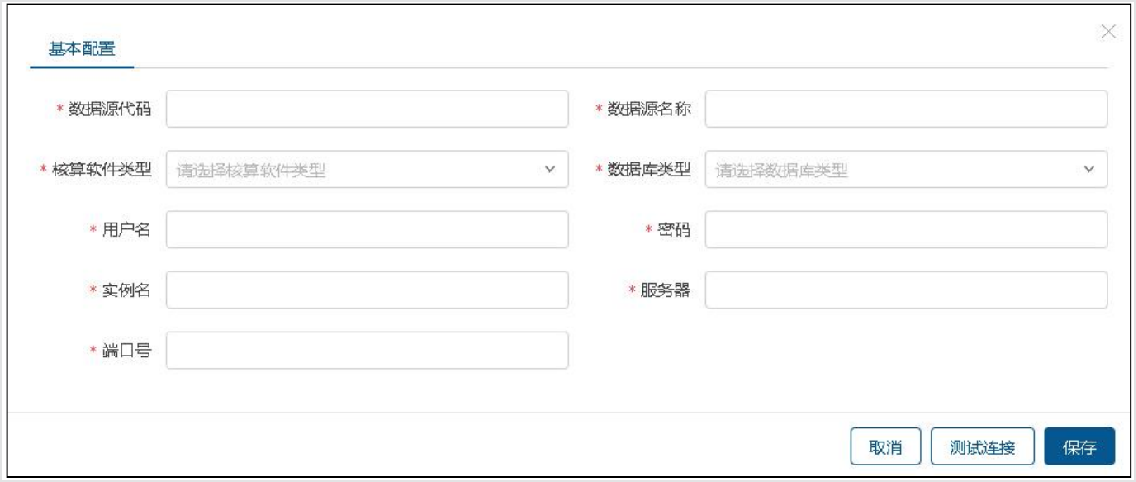 基本配置
* 数据源代码
* 数据源名称
* 核算软件类型 请选择核算软件类型
* 数据库类型 请选择数据库类型
* 用户名
* 密码
* 实例名
* 服务器
* 端口号
取消
测试连接
保存